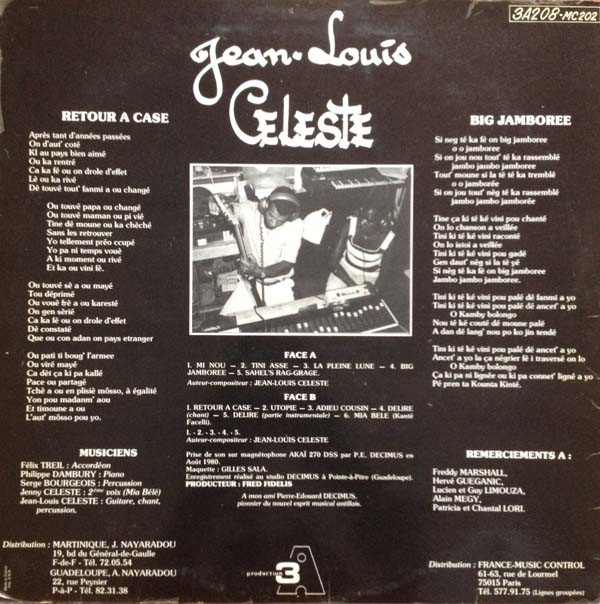 3A208-MC202
Jean-Louis
CELESTE
RETOUR A CASE
Après tant d'années passées
On d'aut' coté
KI au pays bien aimé
Ou ka rentré
Ca ka fè ou on drole d'effet
Lè ou ka rivé
Dè touvé tout' fanmi a ou changé
Ou touvé papa ou changé
Ou touvé maman ou pi vié
Tine dé moune ou ka chèché
Sans les retrouver
Yo tellement préo ccupé
Yo pa ni temps vouè
A ki moment ou rivé
Et ka ou vini fè.
Ou touvé sè a ou mayé
Tou déprimé
Ou vouè frè a ou karesté
On gen sèrié
Ca ka fè ou on drole d'effet
Dè constaté
Que ou con adan on pays etranger
Ou pati ti boug' l'armee
Ou viré mayé
Ca dèt ça ki pa kallé
Pace ou partagé
Tchè a ou en plisiè môsso, à égalité
Yon pou madanm' aou
Et timoune a ou
L'aut' môsso pou yo.
MUSICIENS
Félix TREIL : Accordéon
Philippe DAMBURY : Piano
Serge BOURGEOIS : Percussion
Jenny CELESTE : 2ème voix (Mia Bélé)
Jean-Louis CELESTE : Guitare, chant,
percussion.
FACE A
1. MI NOU — 2. TINI ASSE — 3. LA PLEINE LUNE — 4. BIG
JAMBOREE — 5. SAHEL'S RAG-GRAGE.
Auteur-compositeur : JEAN-LOUIS CELESTE
FACE B
1. RETOUR A CASE — 2. UTOPIE — 3. ADIEU COUSIN — 4. DELIRE
(chant) — 5. DELIRE (partie instrumentale) — 6. MIA BELE (Kanté
Facelli).
1. - 2. - 3. - 4. - 5.
Auteur-compositeur : JEAN-LOUIS CELESTE
Prise de son sur magnétophone AKAÏ 270 DSS par P.E. DECIMUS en
Août 1980.
Maquette : GILLES SALA.
Enregistrement réalisé au studio DECIMUS à Pointe-à-Pitre (Guadeloupe).
PRODUCTEUR : FRED FIDELIS
A mon ami Pierre-Edouard DECIMUS,
pionnier du nouvel esprit musical antillais.
BIG JAMBOREE
Si neg té ka fè on big jamboree
o o jamboree
Si on jou nou tout' té ka rassemblé
jambo jambo jamboree
Tout' moune si la tè té ka tremblé
o o jamborée
Si on jou tout' nèg té ka rassemblé
jambo jambo jamborée
Tine ça ki té ké vini pou chanté
On lo chanson a veillée
Tini ki té ké vini raconté
On lo istoi a veillée
Tini ki té ké vini pou gadé
Gen daut' nèg si la tè yé
Si nèg té ka fè on big jamboree
Jambo jambo jamboree.
Tini ki té ké vini pou palé dé fanmi a yo
Tini ki té ké vini pou palé dé ancet' a yo
O Kamby bolongo
Nou té ké couté dé moune palé
A dan dé lang' nou po ko jin tendé
Tini ki té ké vini pou palé dé ancet' a yo
Ancet' a yo la ça négrier lè i traversé on lo
O Kamby bolongo
Ça ki pa ni lignée ou ki pa connet' ligné a yo
Pé pren ta Kounta Kinté.
REMERCIEMENTS A :
Freddy MARSHALL,
Hervé GUEGANIC,
Lucien et Guy LIMOUZA,
Alain MEGY,
Patricia et Chantal LORI.
Distribution : MARTINIQUE, J. NAYARADOU
19, bd du Général-de-Gaulle
F-de-F - Tél. 72.05.54
GUADELOUPE, A. NAYARADOU
22, rue Peynier
P-à-P - Tél. 82.31.38
production 3A
Distribution : FRANCE-MUSIC CONTROL
61-63, rue de Lourmel
75015 Paris
Tél. 577.91.75 (Lignes groupées)